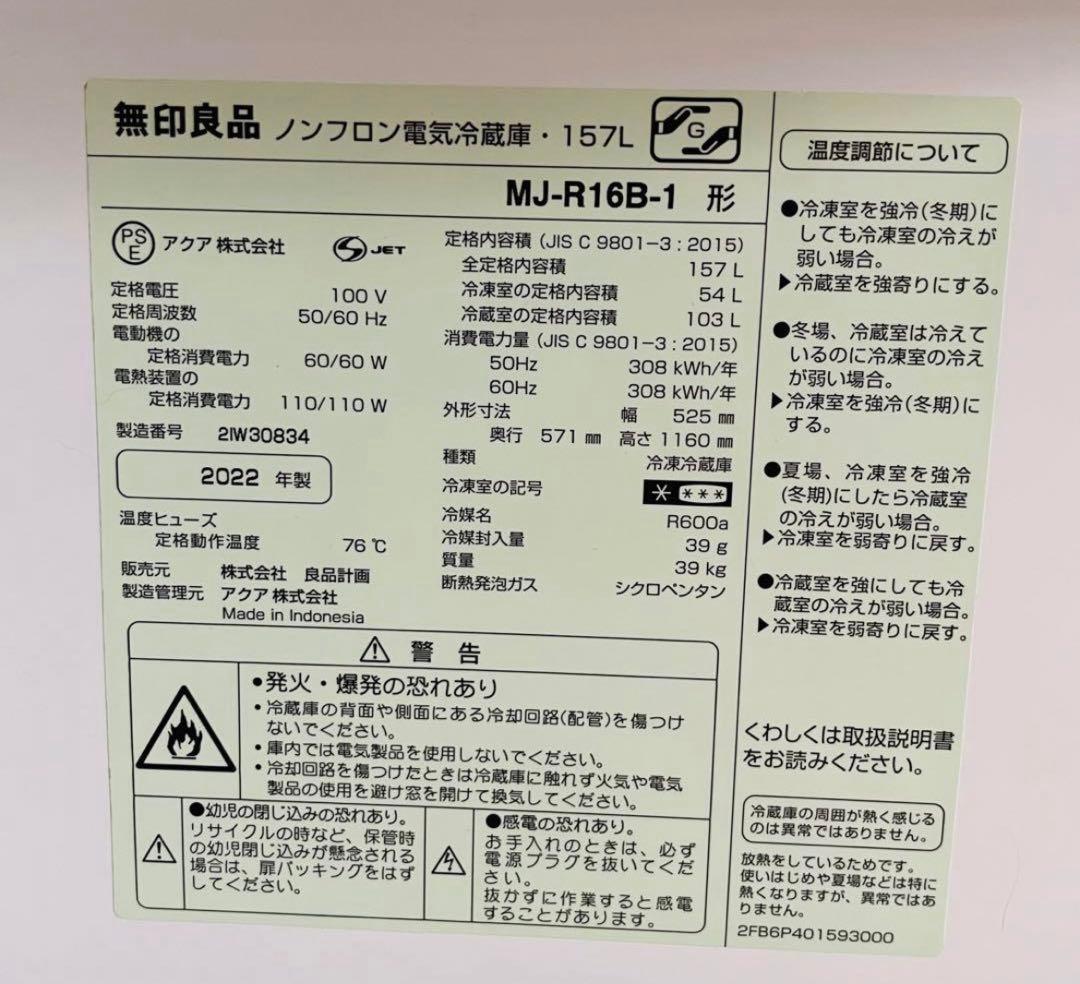 無印良品 ノンフロン電気冷蔵庫・157L
G
MJ-R16B-1 形
PS
E
アクア 株式会社
S JET
定格電圧 100 V
定格周波数 50/60 Hz
電動機の
定格消費電力 60/60 W
電熱装置の
定格消費電力 110/110 W
製造番号 2IW30834
2022 年製
温度ヒューズ
定格動作温度 76 ℃
販売元 株式会社 良品計画
製造管理元 アクア 株式会社
Made in Indonesia
定格内容積 (JIS C 9801-3 : 2015)
全定格内容積 157 L
冷凍室の定格内容積 54 L
冷蔵室の定格内容積 103 L
消費電力量 (JIS C 9801-3 : 2015)
50Hz 308 kWh/年
60Hz 308 kWh/年
外形寸法 幅 525 ㎜
奥行 571 ㎜ 高さ 1160 ㎜
種類 冷凍冷蔵庫
冷凍室の記号 * ***
冷媒名 R600a
冷媒封入量 39 g
質量 39 kg
断熱発泡ガス シクロペンタン
⚠ 警 告
•発火・爆発の恐れあり
・冷蔵庫の背面や側面にある冷却回路(配管)を傷つけ
ないでください。
・庫内では電気製品を使用しないでください。
・冷却回路を傷つけたときは冷蔵庫に触れず火気や電気
製品の使用を避け窓を開けて換気してください。
●幼児の閉じ込みの恐れあり。
リサイクルの時など、保管時
の幼児閉じ込みが懸念される
場合は、扉パッキングをはず
してください。
●感電の恐れあり。
お手入れのときは、必ず
電源プラグを抜いてくだ
さい。
抜かずに作業すると感電
することがあります。
温度調節について
●冷凍室を強冷(冬期)に
しても冷凍室の冷えが
弱い場合。
▶冷蔵室を強寄りにする。
●冬場、冷蔵室は冷えて
いるのに冷凍室の冷え
が弱い場合。
▶冷凍室を強冷(冬期)に
する。
●夏場、冷凍室を強冷
(冬期)にしたら冷蔵室
の冷えが弱い場合。
▶冷凍室を弱寄りに戻す。
●冷蔵室を強にしても冷
蔵室の冷えが弱い場合。
▶冷凍室を弱寄りに戻す。
くわしくは取扱説明書
をお読みください。
冷蔵庫の周囲が熱く感じる
のは異常ではありません。
放熱をしているためです。
使いはじめや夏場などは特に
熱くなりますが、異常ではあ
りません。
2FB6P401593000